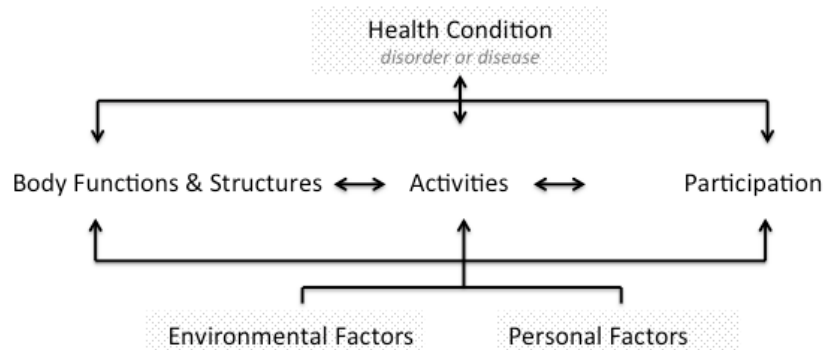 Health Condition
disorder or disease
Body Functions & Structures
Activities
Participation
Environmental Factors
Personal Factors